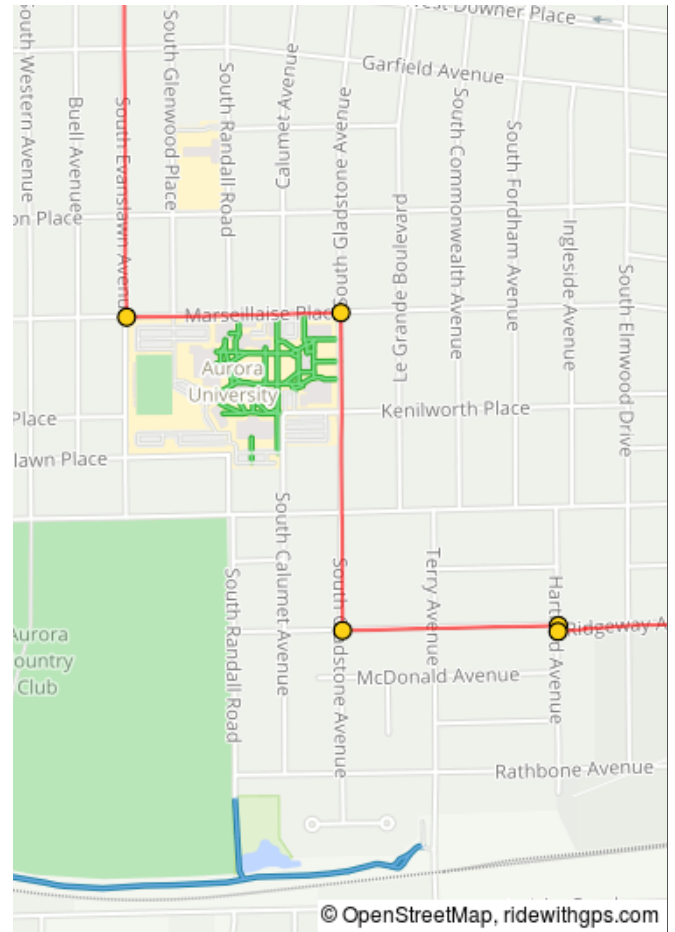 West Downer Place
Garfield Avenue
South Western Avenue
Buell Avenue
South Evanslawn Avenue
South Glenwood Place
South Randall Road
Calumet Avenue
South Gladstone Avenue
Le Grande Boulevard
South Commonwealth Avenue
South Fordham Avenue
Ingleside Avenue
South Elmwood Drive
on Place
Marseillaise Plac
Aurora
University
Kenilworth Place
Place
lawn Place
South Calumet Avenue
South Randall Road
South Gladstone Avenue
Terry Avenue
Hartford Avenue
Ridgeway A
McDonald Avenue
Aurora
Country
Club
Rathbone Avenue
© OpenStreetMap, ridewithgps.com